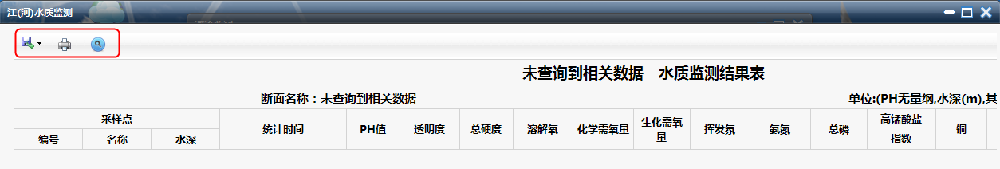 江(河)水质监测
未查询到相关数据 水质监测结果表
断面名称：未查询到相关数据 单位:(PH无量纲,水深(m),其
采样点
编号 名称 水深
统计时间
PH值
透明度
总硬度
溶解氧
化学需氧量
生化需氧
量
挥发氛
氨氮
总磷
高锰酸盐
指数
铜